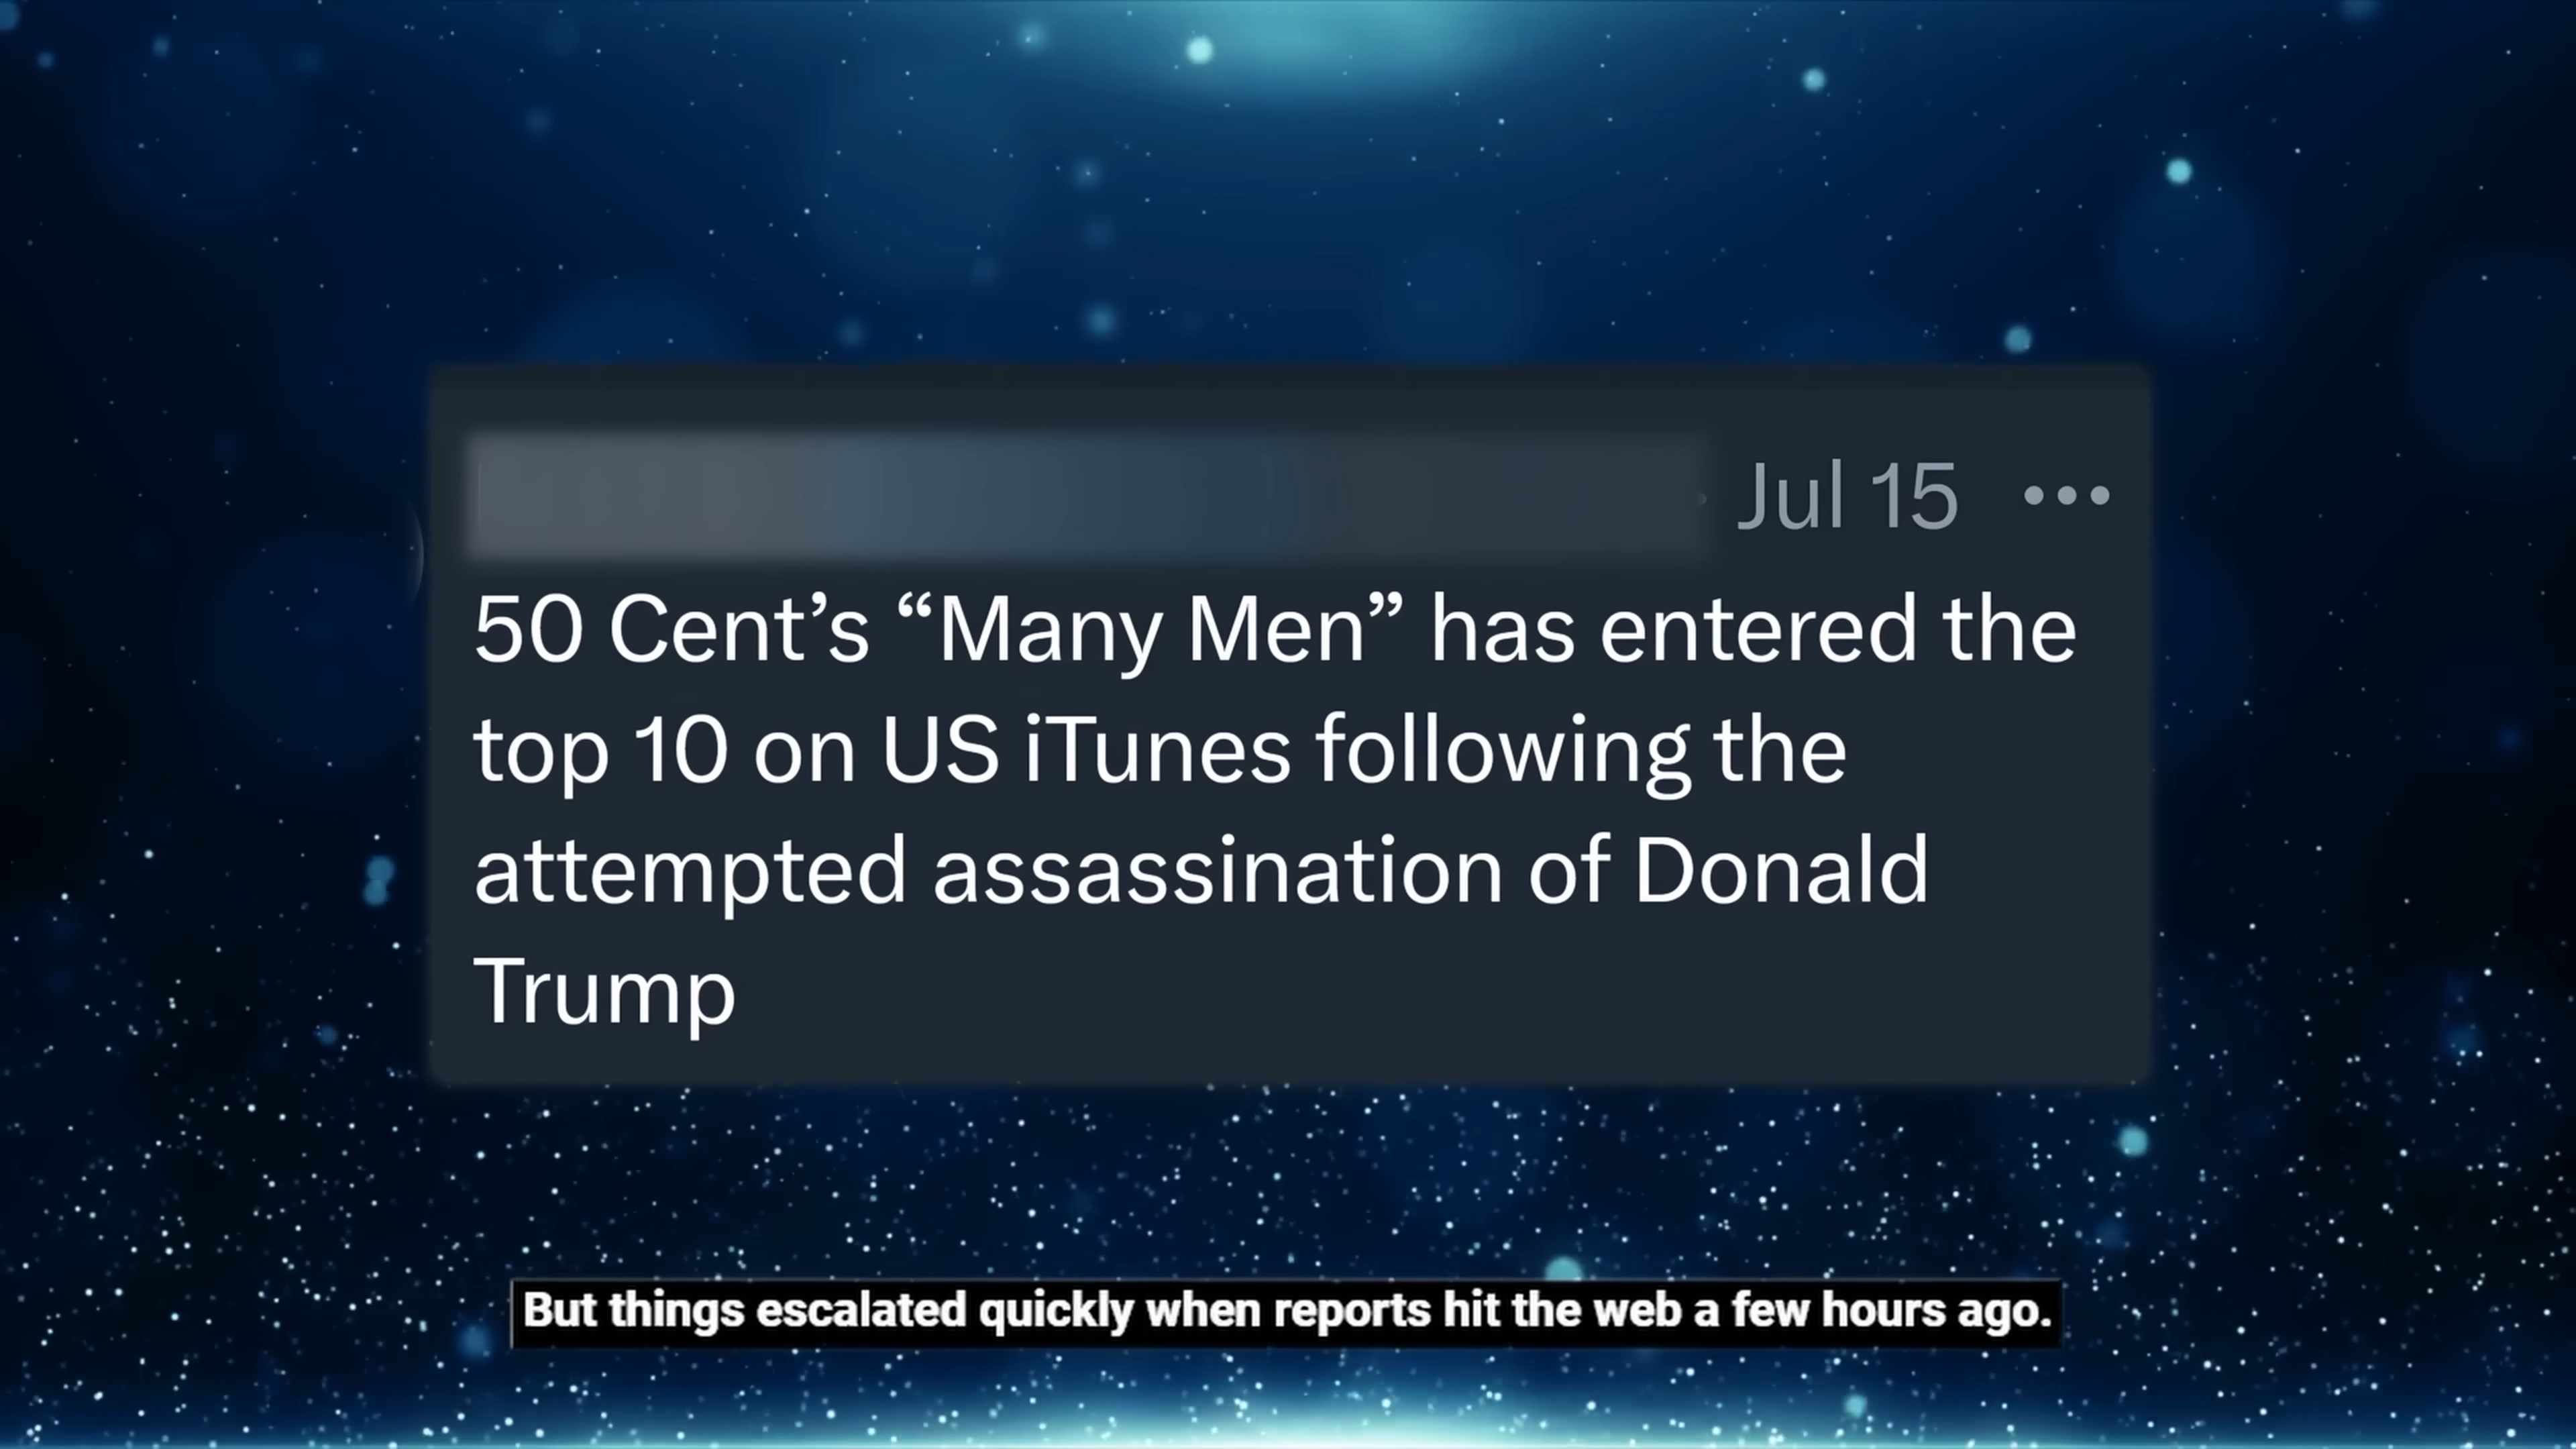 Jul 15 •••
50 Cent’s “Many Men” has entered the
top 10 on US iTunes following the
attempted assassination of Donald
Trump
But things escalated quickly when reports hit the web a few hours ago.